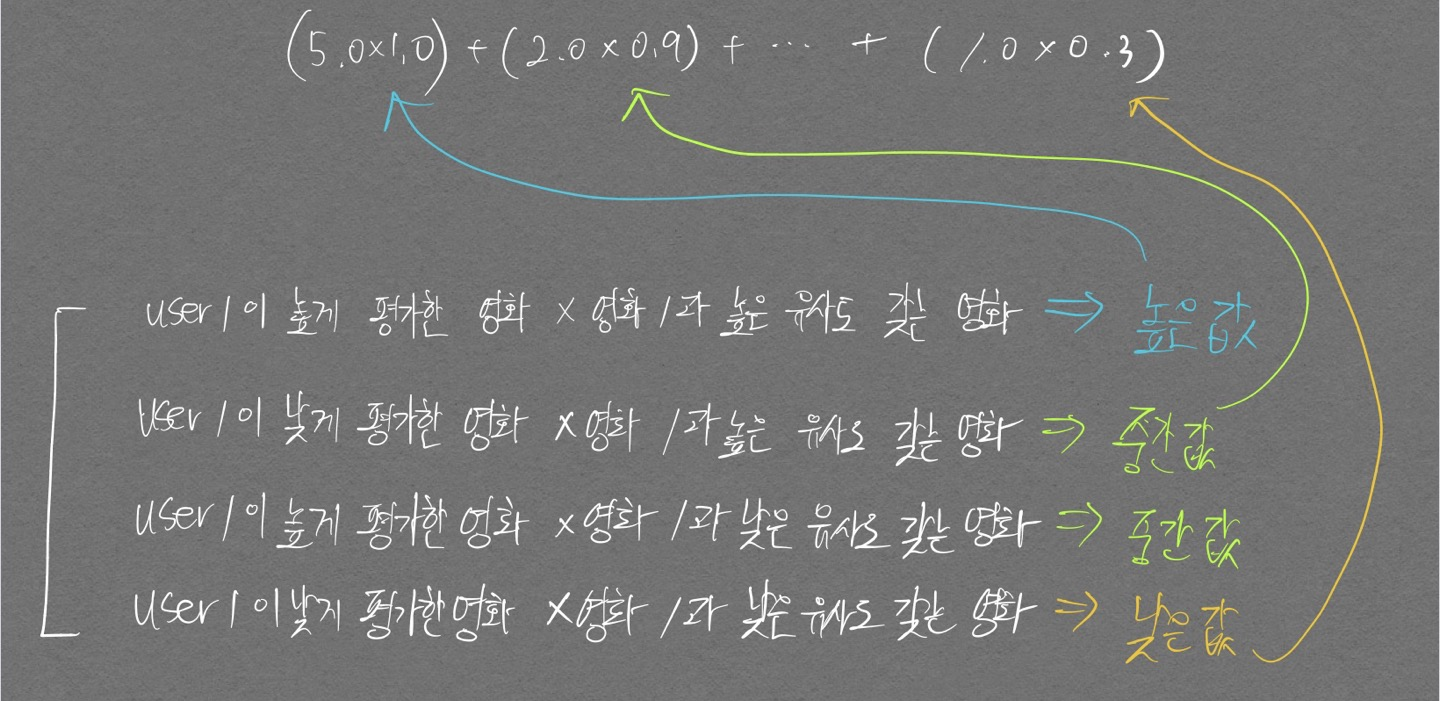 (5.0×1.0) + (2.0 × 0.9) + ... + (1.0 × 0.3)
user1이 높게 평가한 영화 × 영화1과 높은 유사도 갖는 영화 ⇒ 높은값
user1이 낮게 평가한 영화 ×영화 1과 높은 유사도 갖는 영화 ⇒ 중간값
user1이 높게 평가한 영화 ×영화 1과 낮은 유사도 갖는 영화 ⇒ 중간값
user1이 낮게 평가한 영화 ×영화 1과 낮은 유사도 갖는 영화 ⇒ 낮은값